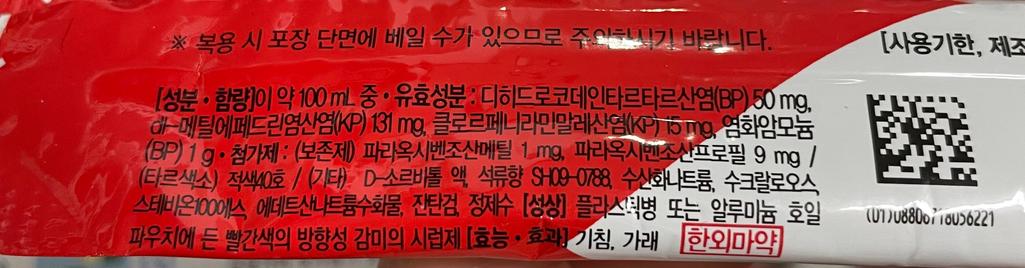 ※ 복용 시 포장 단면에 베일 수가 있으므로 주의하시기 바랍니다.
[사용기한, 제조
[성분·함량]이 약 100 mL 중·유효성분: 디히드로코데인타르타르산염(BP) 50 mg,
dl-메틸에페드린염산염(KP) 131 mg, 클로르페니라민말레산염(KP) 15 mg, 염화암모늄
(BP) 1 g·첨가제: (보존제) 파라옥시벤조산메틸 1 mg, 파라옥시벤조산프로필 9 mg /
(타르색소) 적색40호 / (기타) D-소르비톨 액, 석류향 SH09-0788, 수산화나트륨, 수크랄로오스,
스테비온100에스, 에데트산나트륨수화물, 잔탄검, 정제수 [성상] 플라스틱병 또는 알루미늄 호일
파우치에 든 빨간색의 방향성 감미의 시럽제 [효능·효과] 기침, 가래 한외마약
(01)08806718056221